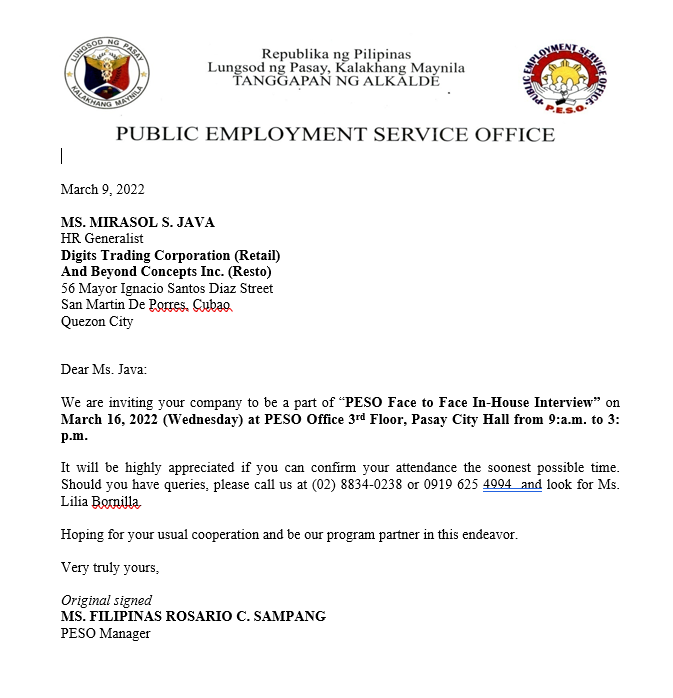 LUNGSOD NG PASAY
KALAKHANG MAYNILA
Republika ng Pilipinas
Lungsod ng Pasay, Kalakhang Maynila
TANGGAPAN NG ALKALDE
PUBLIC EMPLOYMENT SERVICE OFFICE
P.E.S.O.
PUBLIC EMPLOYMENT SERVICE OFFICE
March 9, 2022
MS. MIRASOL S. JAVA
HR Generalist
Digits Trading Corporation (Retail)
And Beyond Concepts Inc. (Resto)
56 Mayor Ignacio Santos Diaz Street
San Martin De Porres, Cubao,
Quezon City
Dear Ms. Java:
We are inviting your company to be a part of “PESO Face to Face In-House Interview” on
March 16, 2022 (Wednesday) at PESO Office 3rd Floor, Pasay City Hall from 9:a.m. to 3:
p.m.
It will be highly appreciated if you can confirm your attendance the soonest possible time.
Should you have queries, please call us at (02) 8834-0238 or 0919 625 4994 and look for Ms.
Lilia Bornilla.
Hoping for your usual cooperation and be our program partner in this endeavor.
Very truly yours,
Original signed
MS. FILIPINAS ROSARIO C. SAMPANG
PESO Manager